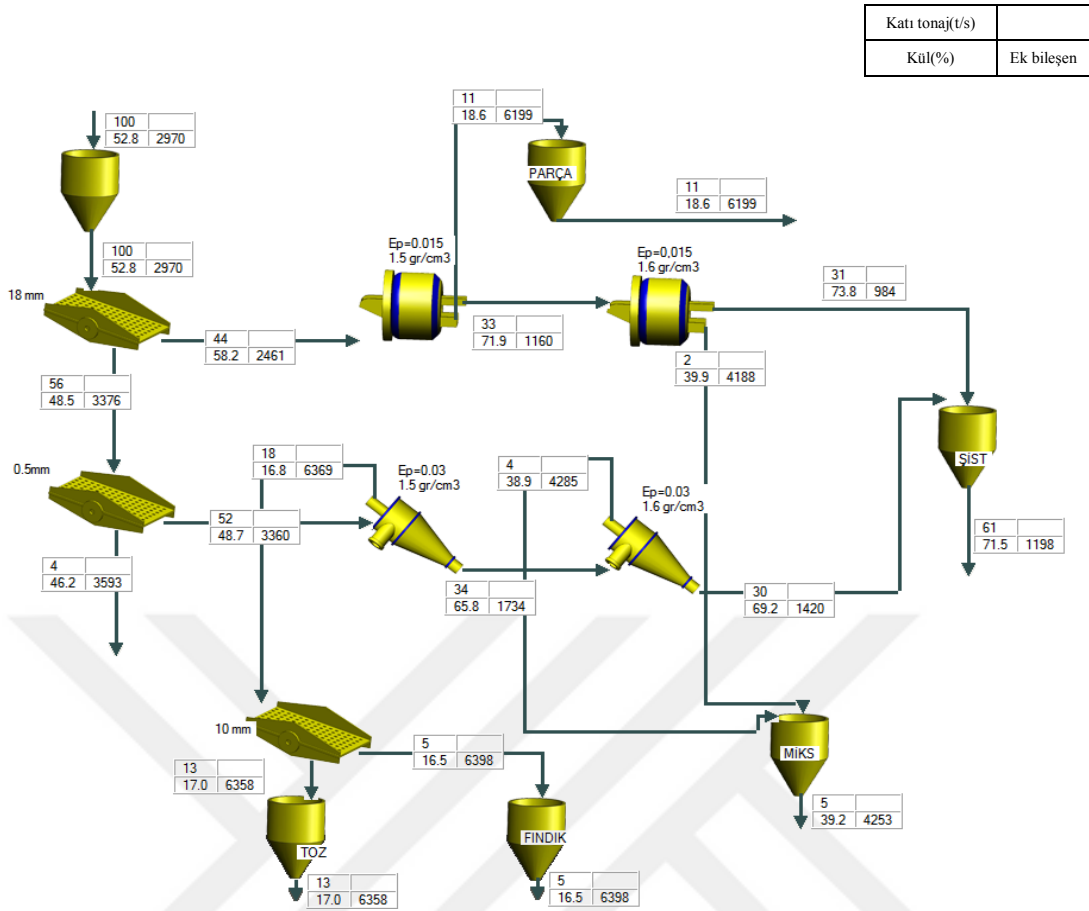 Katı tonaj(t/s)
Kül(%) Ek bileşen
100
52.8 2970
11
18.6 6199
PARÇA
11
18.6 6199
100
52.8 2970
Ep=0.015
1.5 gr/cm3
Ep=0,015
1.6 gr/cm3
31
73.8 984
18 mm
44
58.2 2461
33
71.9 1160
2
39.9 4188
56
48.5 3376
18
16.8 6369
4
38.9 4285
0.5mm
Ep=0.03
1.5 gr/cm3
Ep=0.03
1.6 gr/cm3
ŞİST
52
48.7 3360
61
71.5 1198
4
46.2 3593
34
65.8 1734
30
69.2 1420
10 mm
5
16.5 6398
MİKS
13
17.0 6358
5
39.2 4253
TOZ
FINDIK
13
17.0 6358
5
16.5 6398